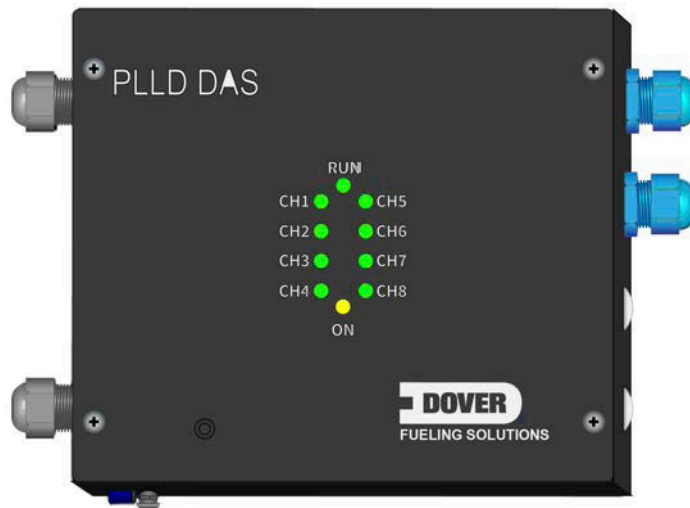 PLLD DAS
RUN
CH1 CH5
CH2 CH6
CH3 CH7
CH4 CH8
ON
DOVER
FUELING SOLUTIONS